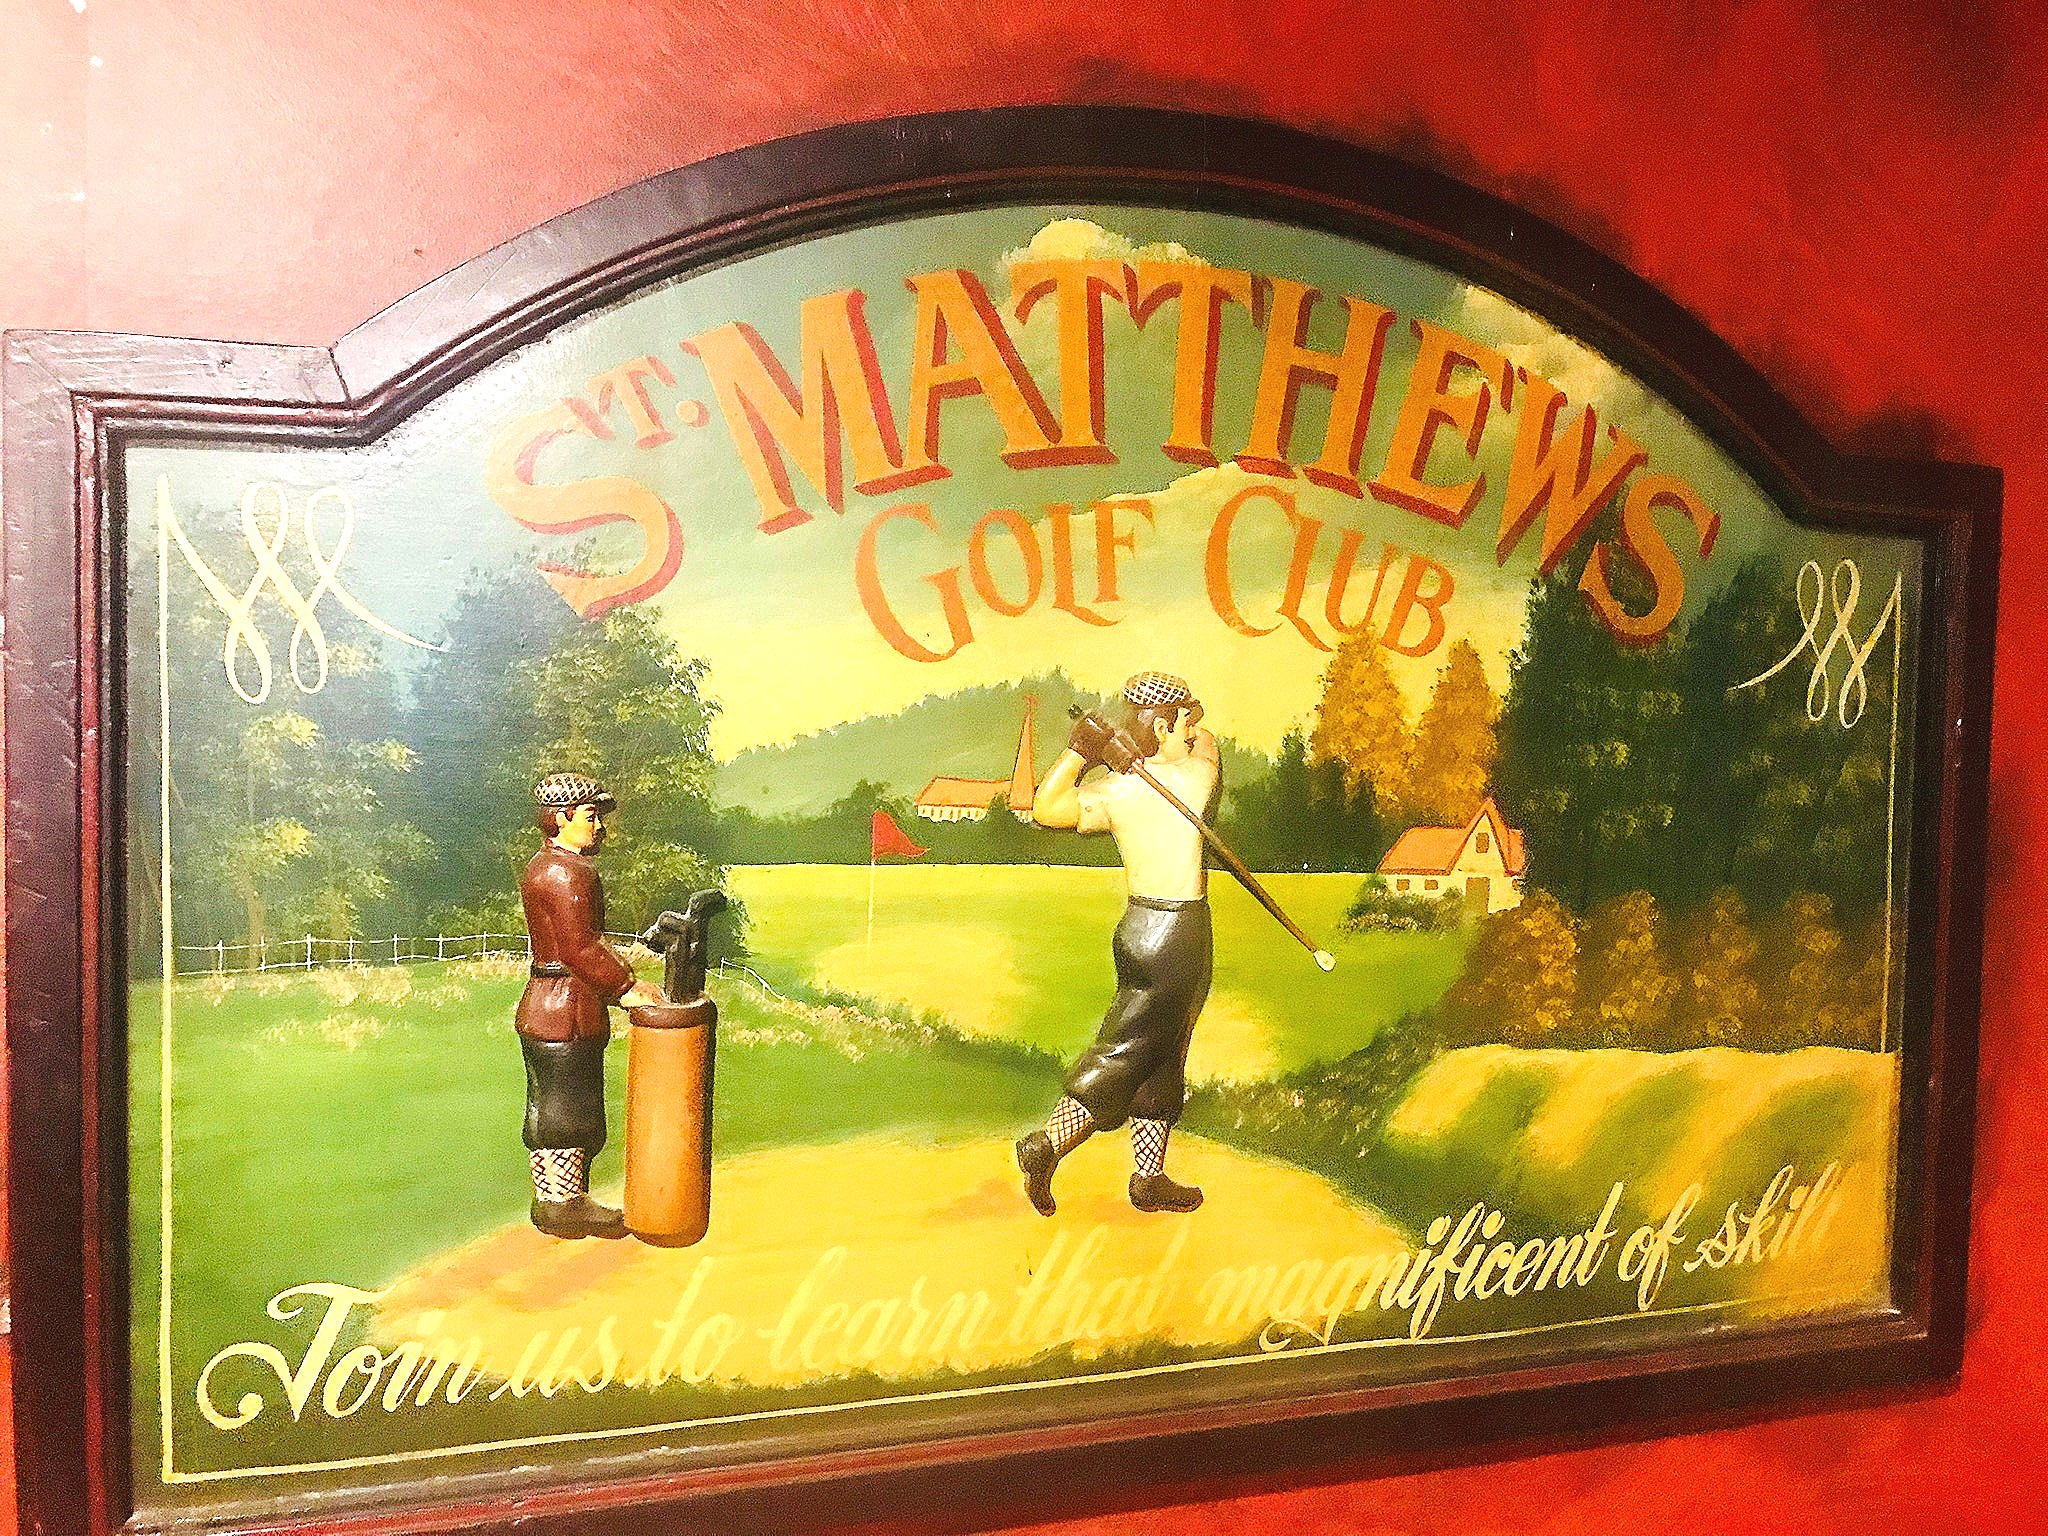 ST. MATTHEWS
GOLF CLUB
Join us to learn that magnificent of skill